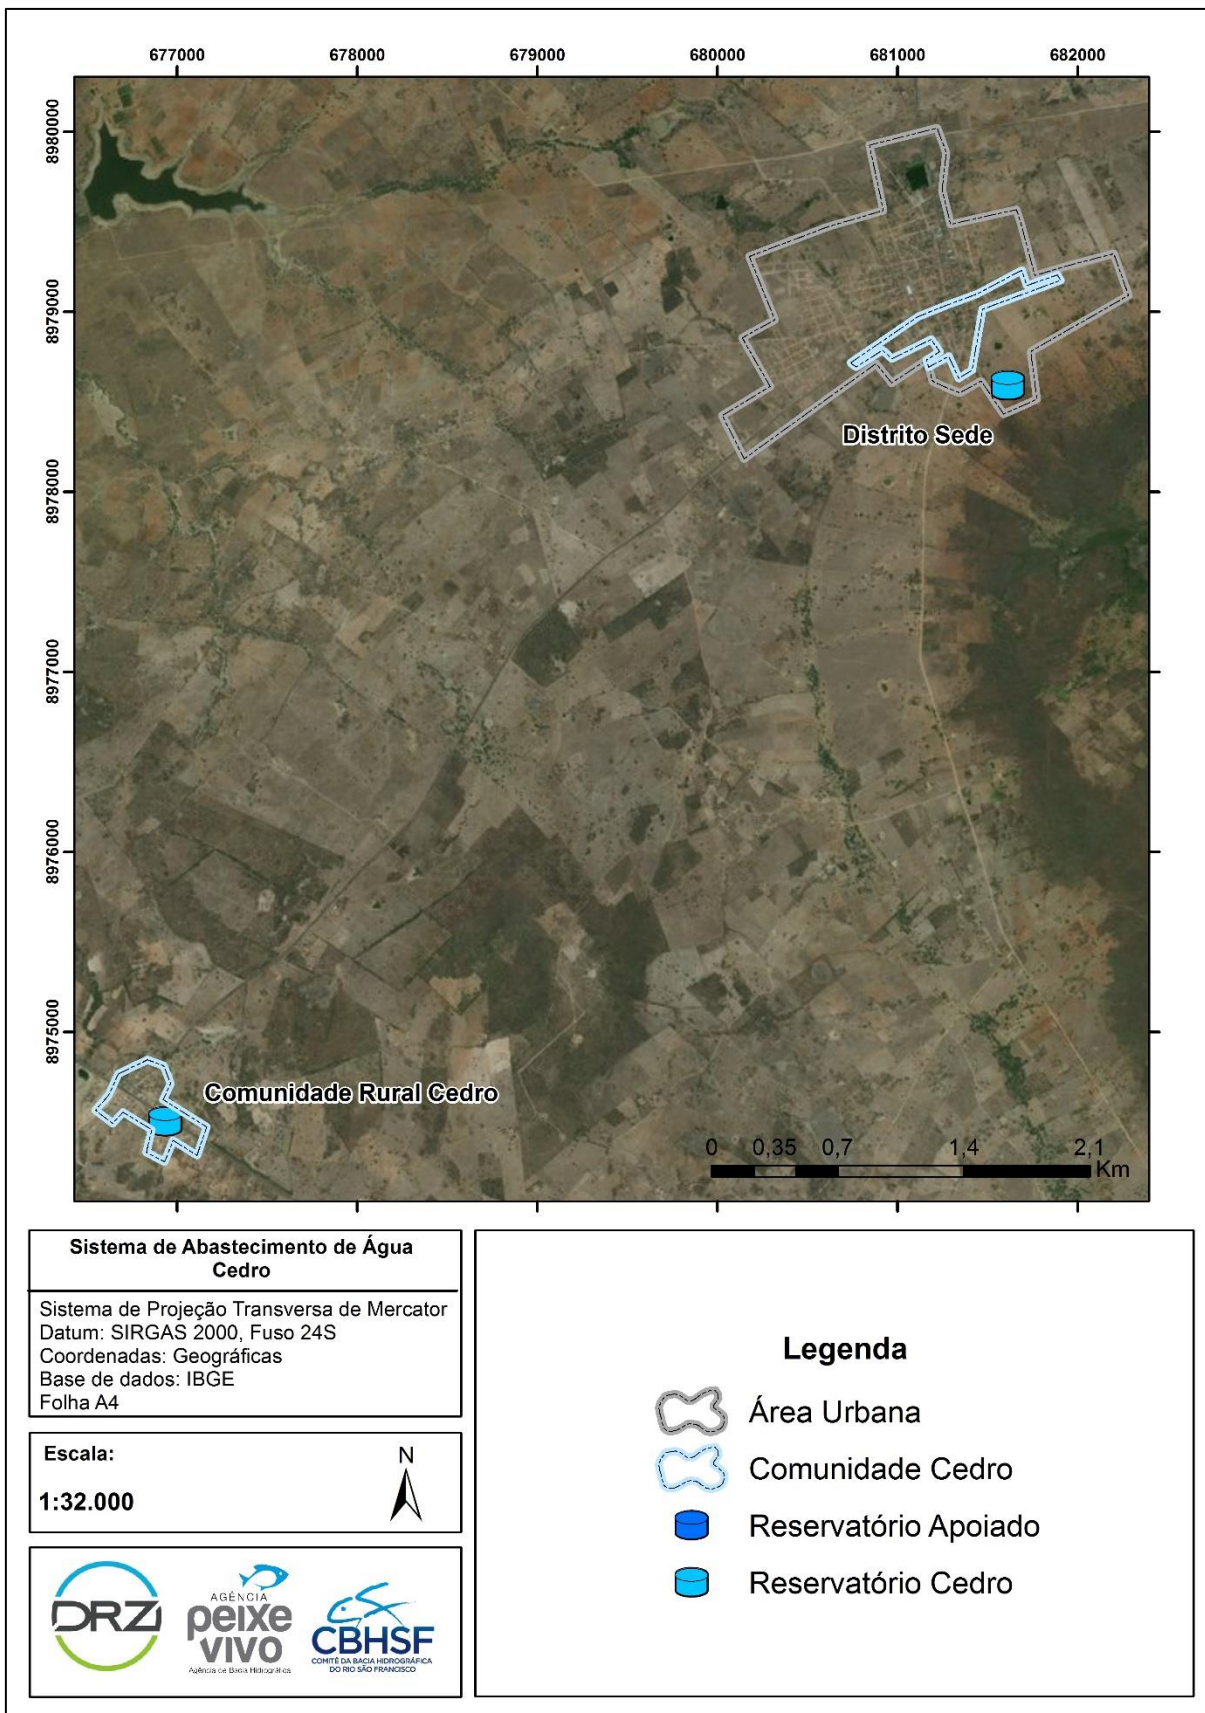 677000 678000 679000 680000 681000 682000
8980000
8979000
8978000
8977000
8976000
8975000
Distrito Sede
Comunidade Rural Cedro
0 0,35 0,7 1,4 2,1
Km
Sistema de Abastecimento de Água
Cedro
Sistema de Projeção Transversa de Mercator
Datum: SIRGAS 2000, Fuso 24S
Coordenadas: Geográficas
Base de dados: IBGE
Folha A4
Escala:
N
1:32.000
DRZ
AGÊNCIA
peixe
vivo
Agência de Bacia Hidrográfica
CBHSF
COMITÊ DA BACIA HIDROGRÁFICA
DO RIO SÃO FRANCISCO
Legenda
Área Urbana
Comunidade Cedro
Reservatório Apoiado
Reservatório Cedro